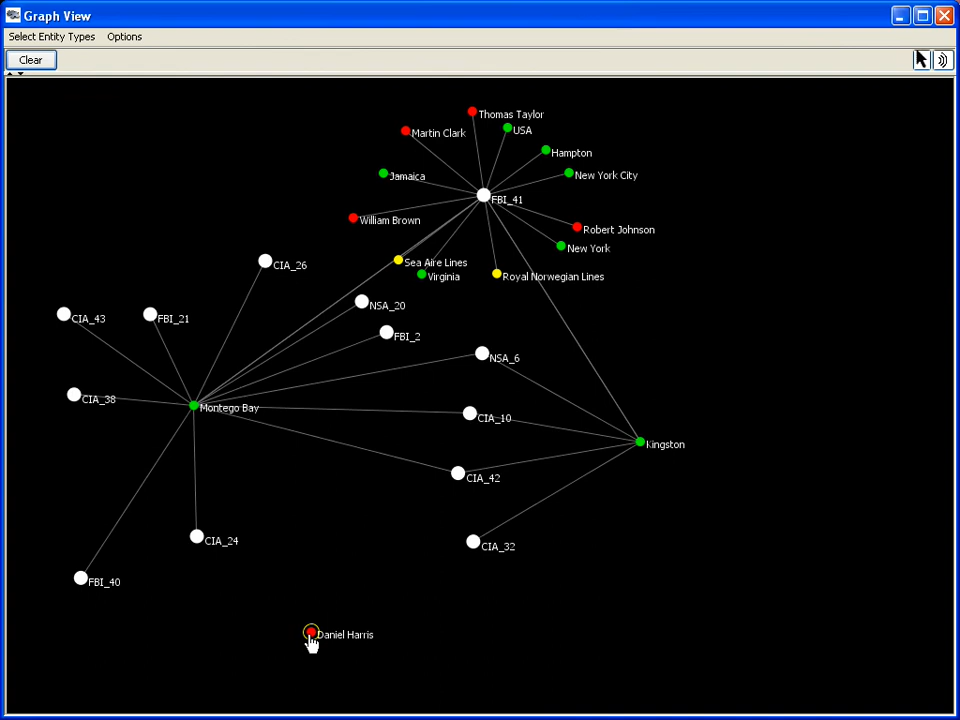 Graph View
Select Entity Types Options
Clear
Thomas Taylor
USA
Martin Clark
Hampton
Jamaica
New York City
FBI_41
William Brown
Robert Johnson
New York
Sea Aire Lines
Virginia
Royal Norwegian Lines
CIA_26
NSA_20
CIA_43
FBI_21
FBI_2
NSA_6
CIA_38
Montego Bay
CIA_10
Kingston
CIA_42
CIA_24
CIA_32
FBI_40
Daniel Harris